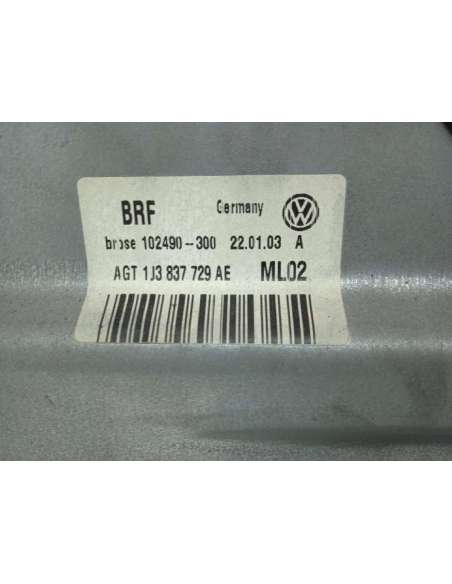 BRF Germany
brose 102490-300 22.01.03 A
AGT 1J3 837 729 AE ML02